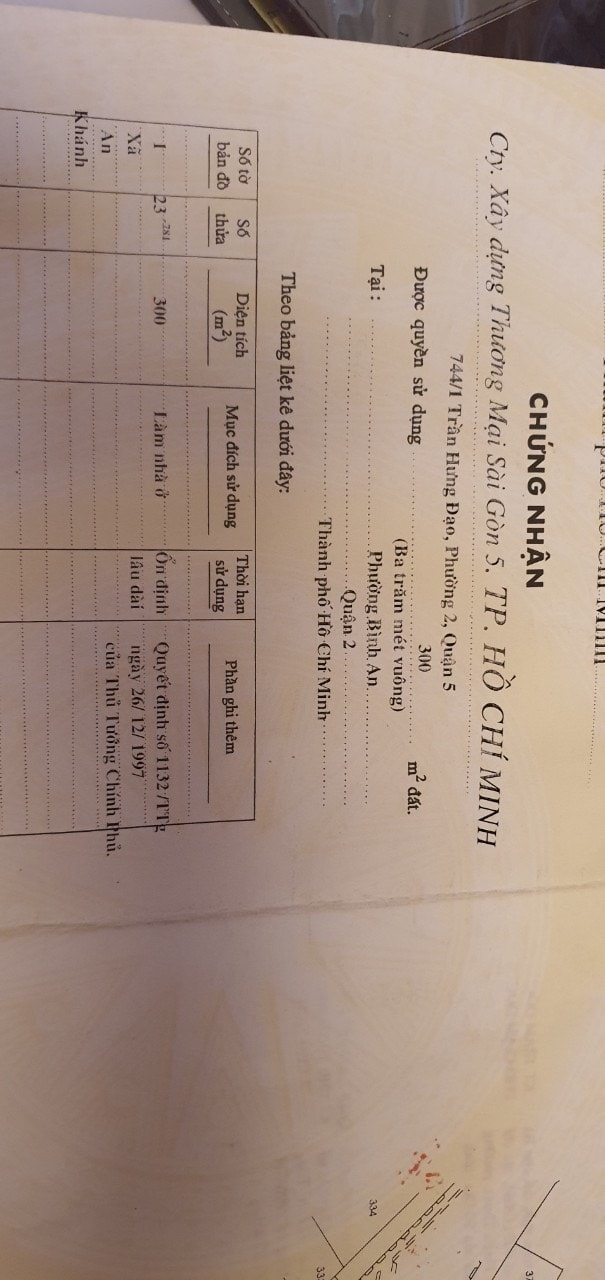 CHỨNG NHẬN
Cty. Xây dựng Thương Mại Sài Gòn 5. TP. HỒ CHÍ MINH
744/1 Trần Hưng Đạo, Phường 2, Quận 5
Được quyền sử dụng 300 m² đất.
(Ba trăm mét vuông)
Tại : Phường Bình An
Quận 2
Thành phố Hồ Chí Minh
Theo bảng liệt kê dưới đây:
Số tờ bản đồ Số thửa Diện tích (m²) Mục đích sử dụng Thời hạn sử dụng Phần ghi thêm
1 23-281 300 Làm nhà ở Ổn định Quyết định số 1132/TTg
Xã lâu dài ngày 26/12/1997
An của Thủ Tướng Chính Phủ.
Khánh
334